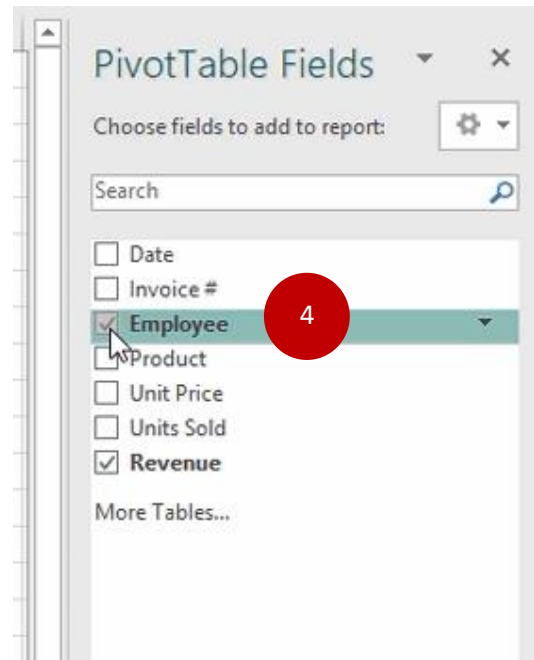 PivotTable Fields
Choose fields to add to report:
Search
Date
Invoice #
Employee
4
Product
Unit Price
Units Sold
Revenue
More Tables...